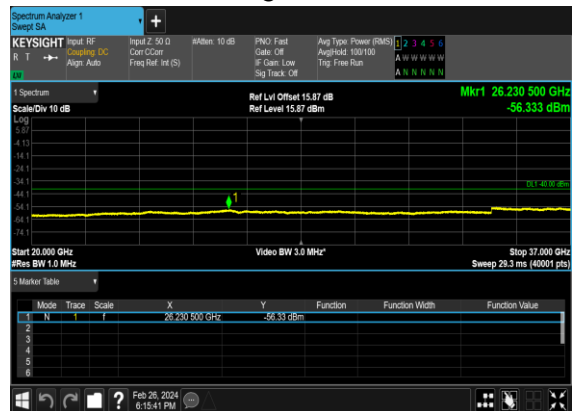 Spectrum Analyzer 1
Swept SA
+
KEYSIGHT Input: RF Input Z: 50 Ω #Atten: 10 dB PNO: Fast Avg Type: Power (RMS) 1 2 3 4 5 6
R T Coupling: DC Corr CCorr Gate: Off Avg|Hold: 100/100 A W W W W W
Align: Auto Freq Ref: Int (S) IF Gain: Low Trig: Free Run
LXI Sig Track: Off A N N N N N
1 Spectrum Ref Lvl Offset 15.87 dB Mkr1 26.230 500 GHz
Scale/Div 10 dB Ref Level 15.87 dBm -56.333 dBm
Log
5.87
-4.13
-14.1
-24.1
-34.1
DL1 -40.00 dBm
-44.1
1
-54.1
-64.1
-74.1
Start 20.000 GHz Video BW 3.0 MHz* Stop 37.000 GHz
#Res BW 1.0 MHz Sweep 29.3 ms (40001 pts)
5 Marker Table
Mode Trace Scale X Y Function Function Width Function Value
1 N 1 f 26.230 500 GHz -56.33 dBm
2
3
4
5
6
? Feb 26, 2024
6:15:41 PM